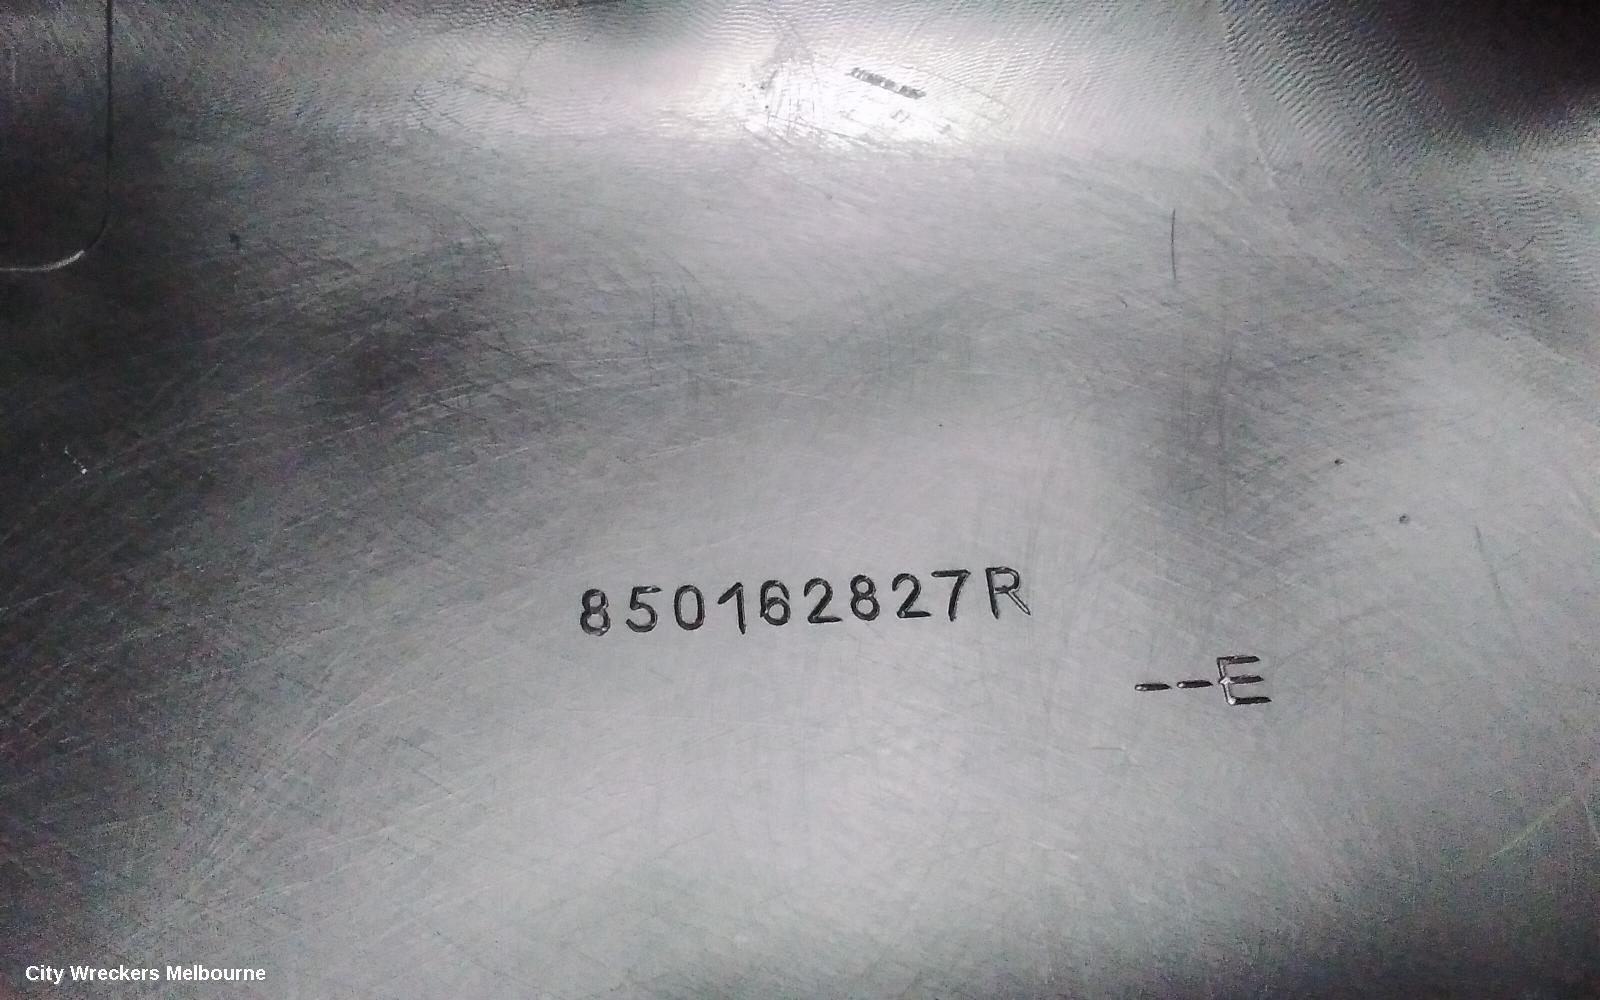 850162827R
--E
City Wreckers Melbourne